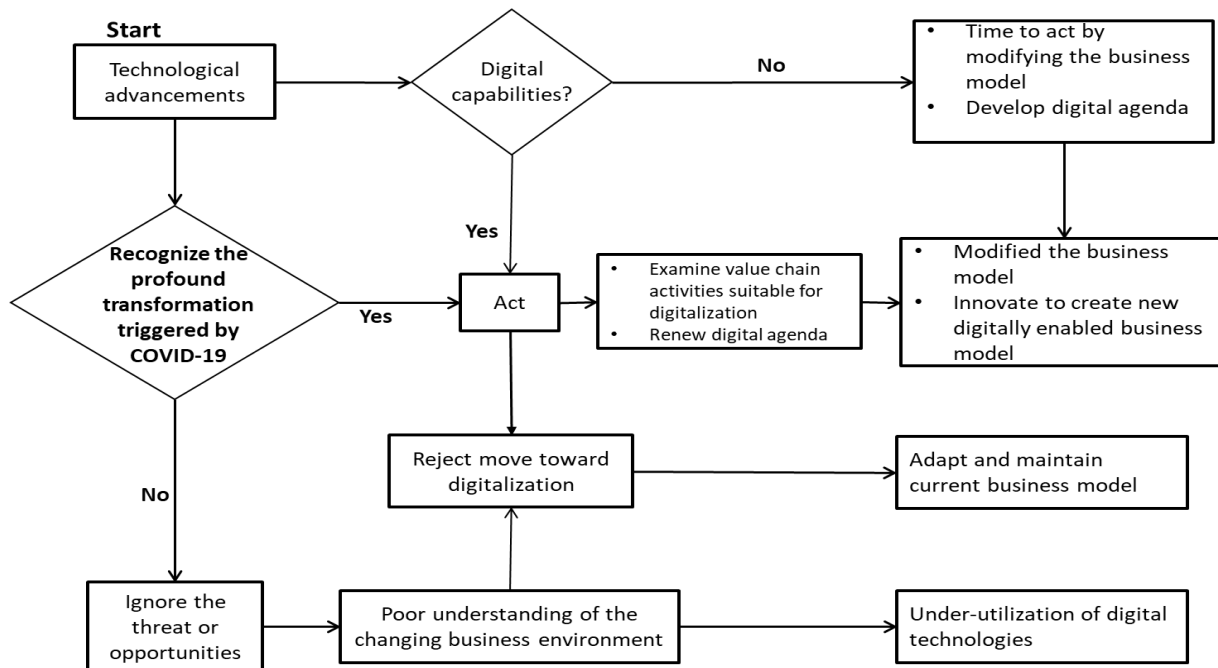 Start
Technological
advancements
Digital
capabilities?
No
• Time to act by
modifying the business
model
• Develop digital agenda
Recognize the
profound
transformation
triggered by
COVID-19
Yes
Yes
Act
• Examine value chain
activities suitable for
digitalization
• Renew digital agenda
• Modified the business
model
• Innovate to create new
digitally enabled business
model
No
Reject move toward
digitalization
Adapt and maintain
current business model
Ignore the
threat or
opportunities
Poor understanding of the
changing business environment
Under-utilization of digital
technologies